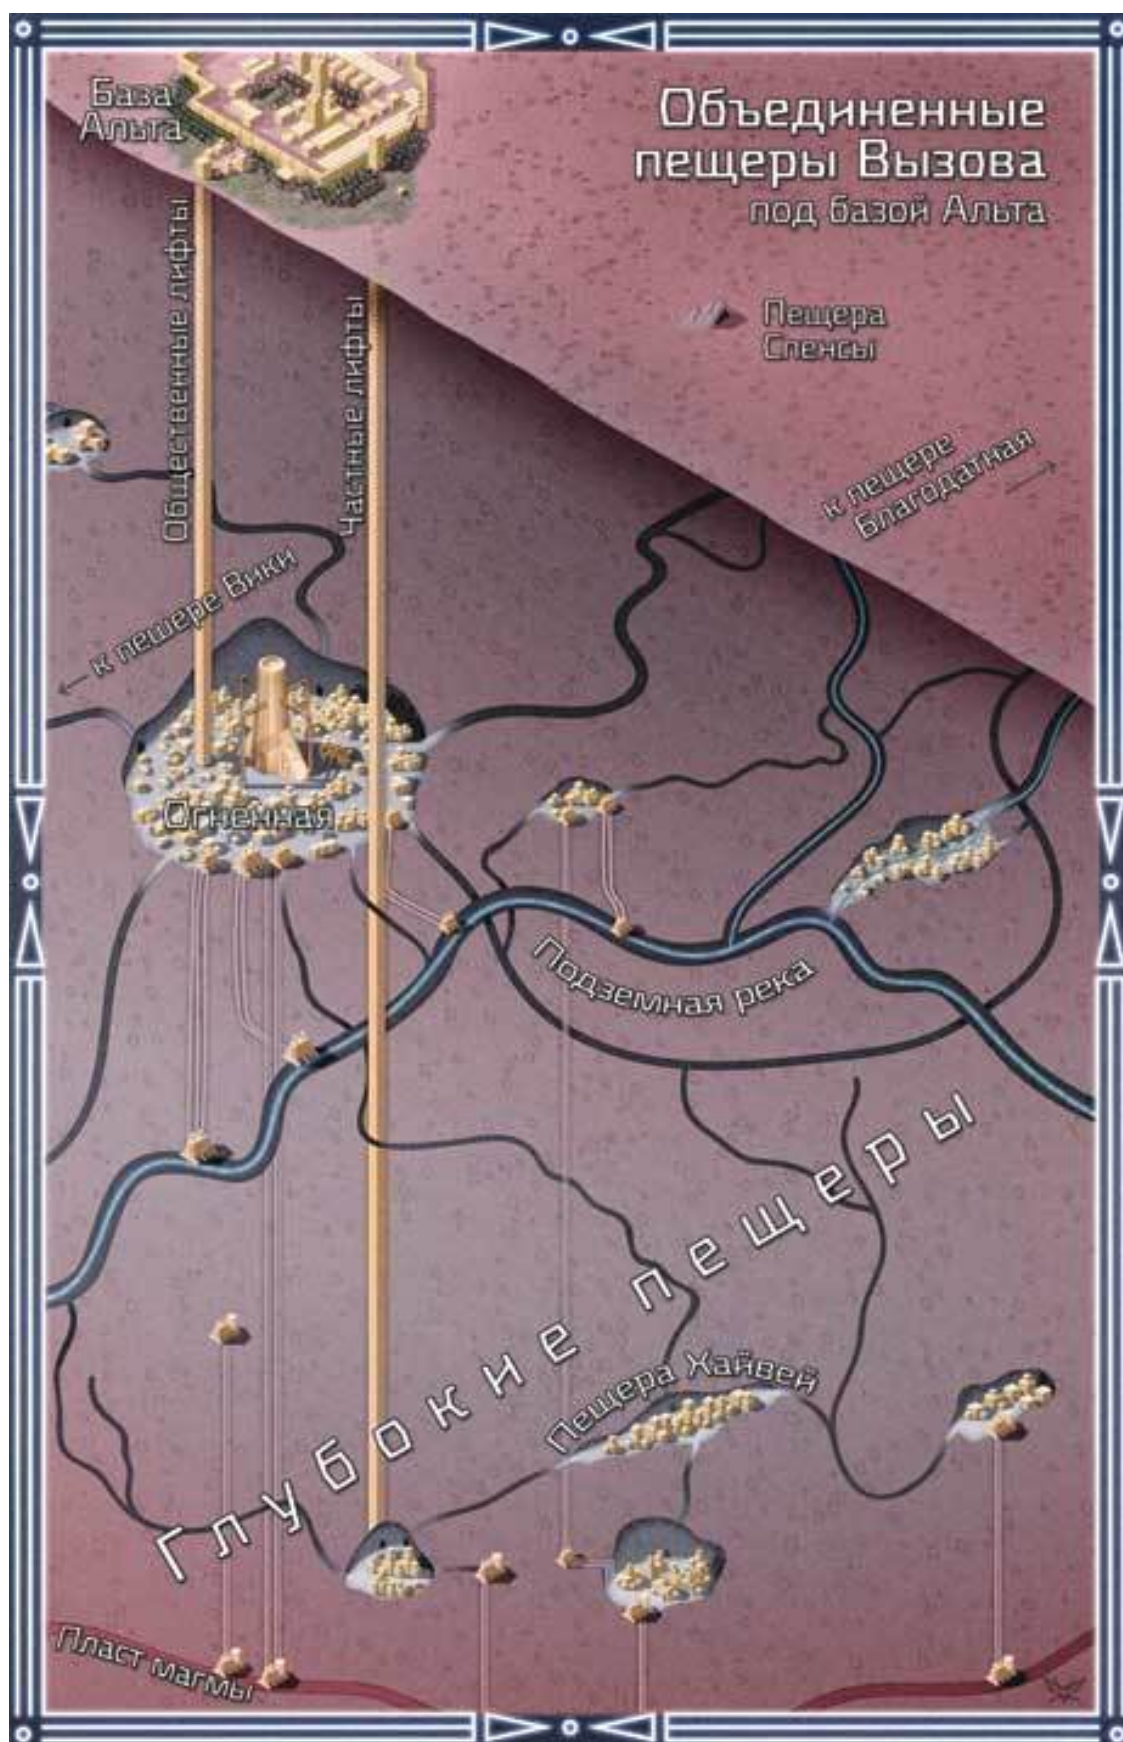 База
Альта
Объединенные
пещеры Вызова
под базой Альта
Общественные лифты
Частные лифты
Пещера
Спенсы
к пещере
Благодатная
к пещере Вики
Огненная
Подземная река
Глубокие пещеры
Пещера Хайвей
Пласт магмы